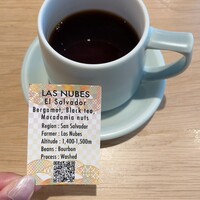 LAS NUBES
El Salvador
Bergamot, Black tea,
Macadamia nuts
Region : San Salvador
Farmer : Las Nubes
Altitude : 1,400-1,500m
Beans : Bourbon
Process : Washed